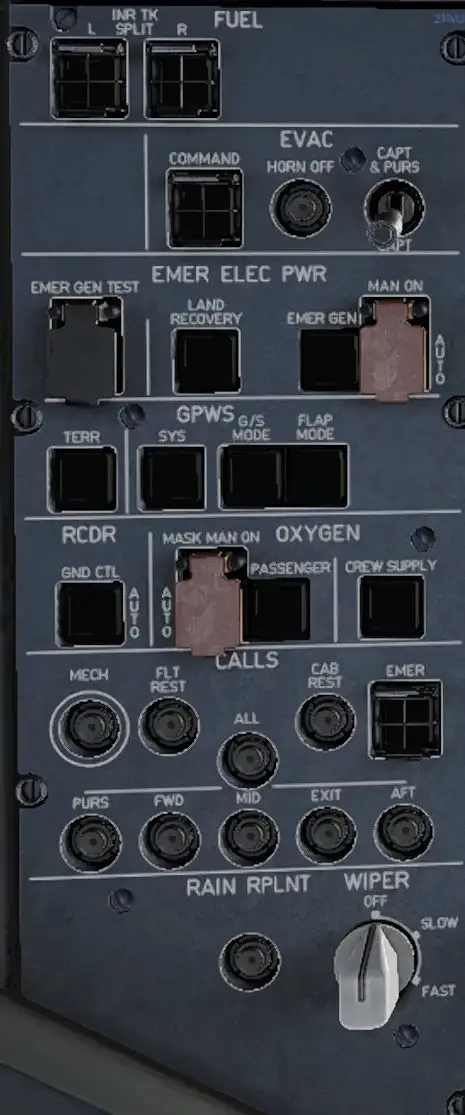 INR TK FUEL
L SPLIT R
EVAC
COMMAND HORN OFF CAPT
& PURS
CAPT
EMER ELEC PWR
EMER GEN TEST LAND
RECOVERY EMER GEN MAN ON
AUTO
GPWS
TERR SYS G/S
MODE FLAP
MODE
RCDR MASK MAN ON OXYGEN
GND CTL AUTO AUTO PASSENGER CREW SUPPLY
CALLS
MECH FLT
REST ALL CAB
REST EMER
PURS FWD MID EXIT AFT
RAIN RPLNT WIPER
OFF
SLOW
FAST